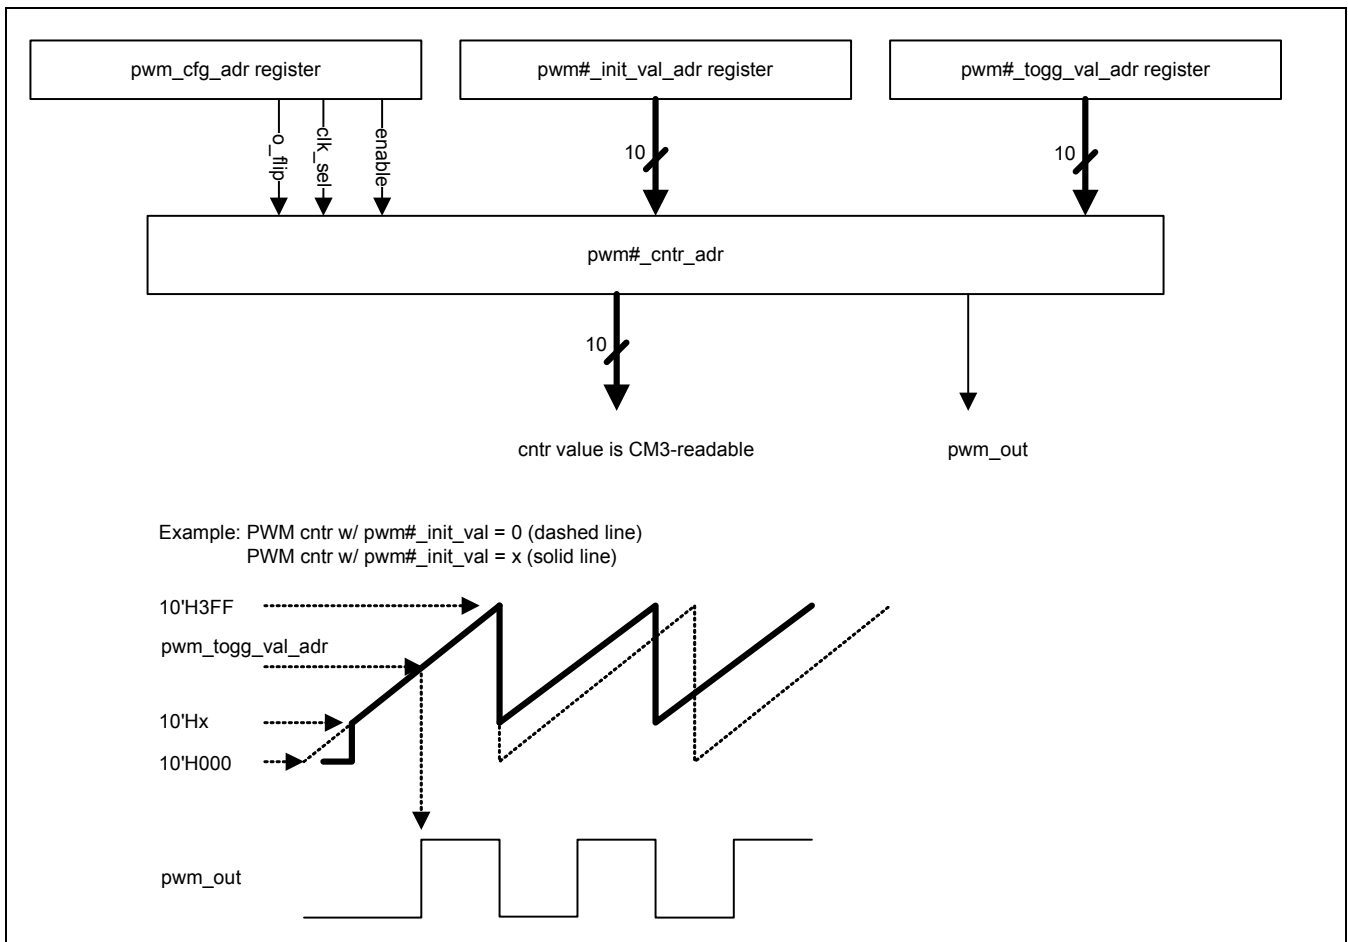 pwm_cfg_adr register
pwm#_init_val_adr register
pwm#_togg_val_adr register
o_flip
clk_sel
enable
10
10
pwm#_cntr_adr
10
cntr value is CM3-readable
pwm_out
Example: PWM cntr w/ pwm#_init_val = 0 (dashed line)
PWM cntr w/ pwm#_init_val = x (solid line)
10'H3FF
pwm_togg_val_adr
10'Hx
10'H000
pwm_out